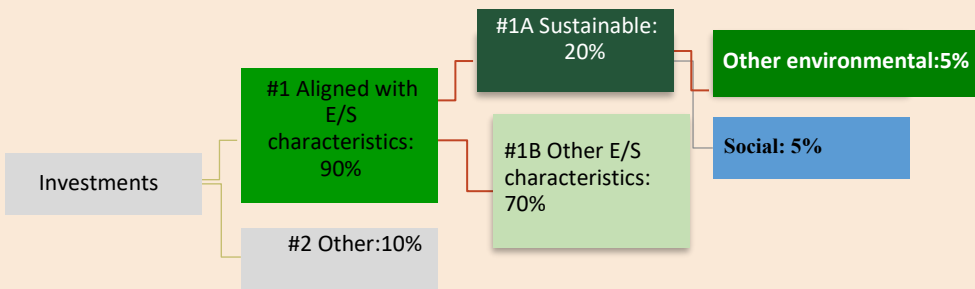 Investments
#1 Aligned with
E/S
characteristics:
90%
#2 Other:10%
#1A Sustainable:
20%
#1B Other E/S
characteristics:
70%
Other environmental:5%
Social: 5%